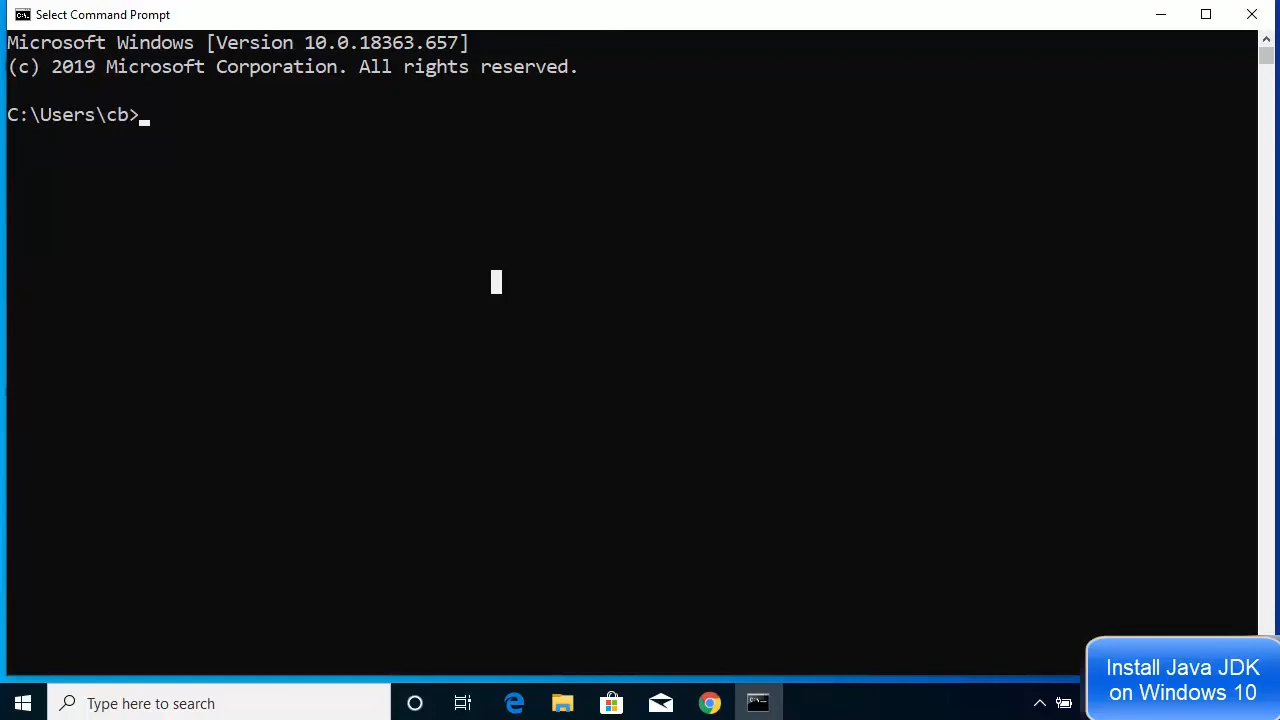 Select Command Prompt
Microsoft Windows [Version 10.0.18363.657]
(c) 2019 Microsoft Corporation. All rights reserved.
C:\Users\cb>
Install Java JDK
on Windows 10
Type here to search